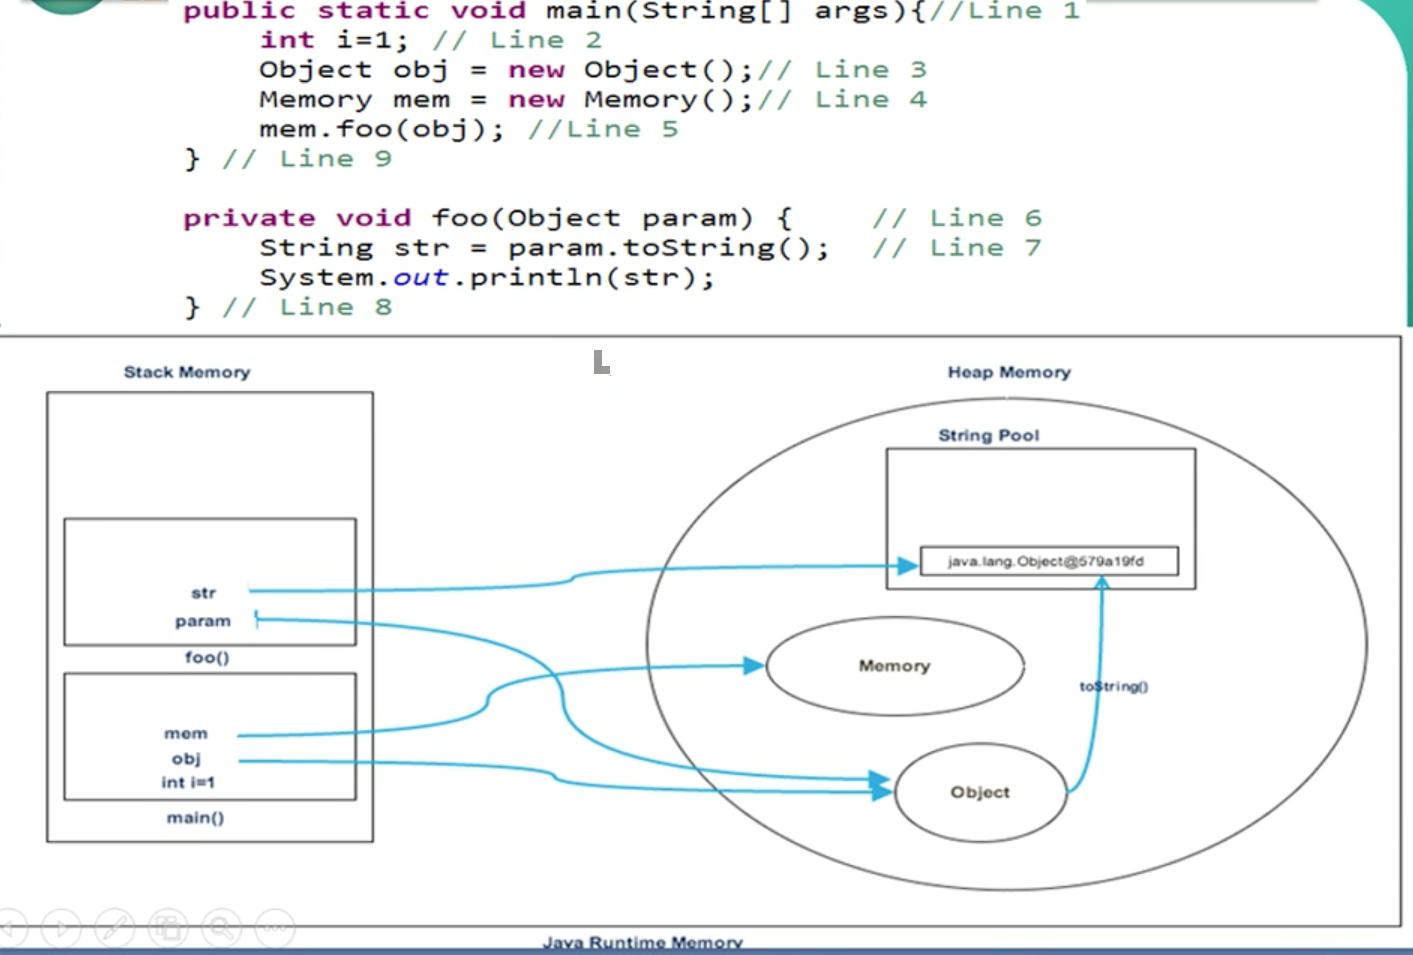 public static void main(String[] args){//Line 1
int i=1; // Line 2
Object obj = new Object();// Line 3
Memory mem = new Memory();// Line 4
mem.foo(obj); //Line 5
} // Line 9
private void foo(Object param) { // Line 6
String str = param.toString(); // Line 7
System.out.println(str);
} // Line 8
Stack Memory
Heap Memory
String Pool
java.lang.Object@579a19fd
str
param
foo()
Memory
toString()
mem
obj
int i=1
Object
main()
Java Runtime Memory